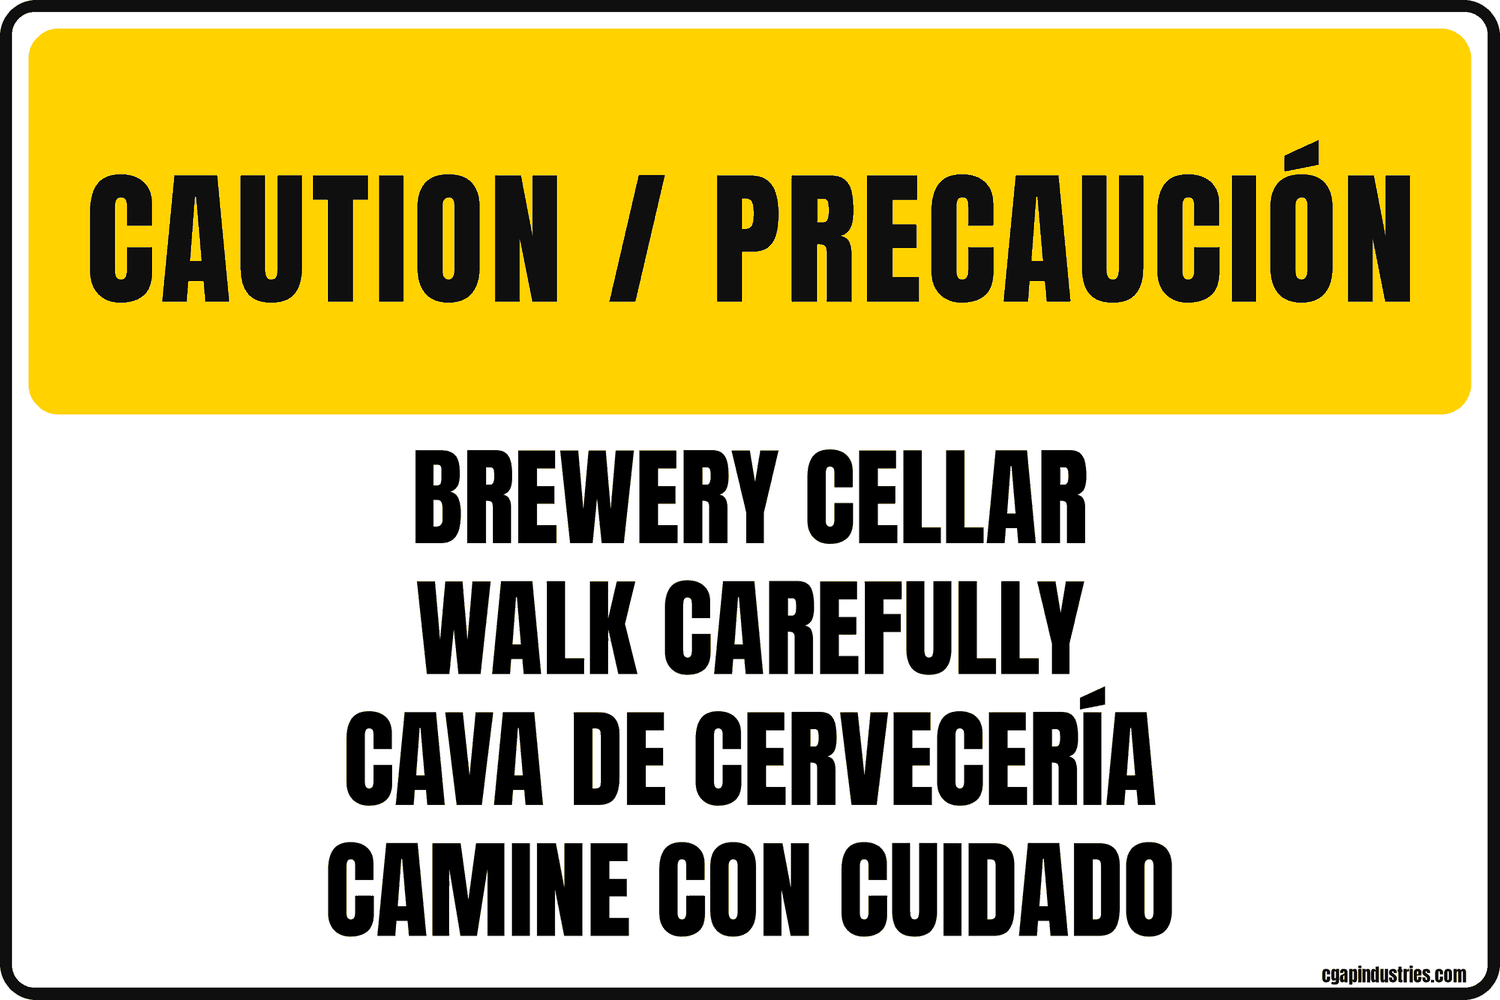 CAUTION / PRECAUCIÓN
BREWERY CELLAR
WALK CAREFULLY
CAVA DE CERVECERÍA
CAMINE CON CUIDADO
cgapindustries.com